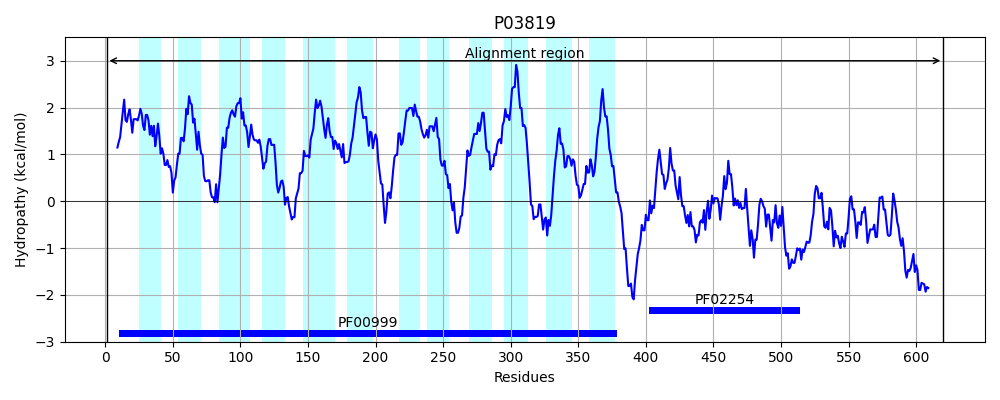 P03819
Alignment region
Hydropathy (kcal/mol)
3
2
1
0
−1
−2
−3
PF02254
PF00999
0 50 100 150 200 250 300 350 400 450 500 550 600
Residues